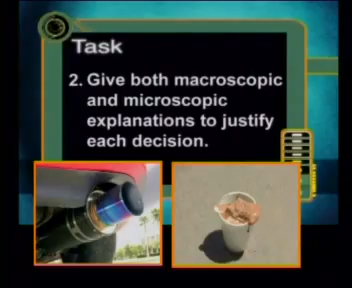 Task
2. Give both macroscopic
and microscopic
explanations to justify
each decision.